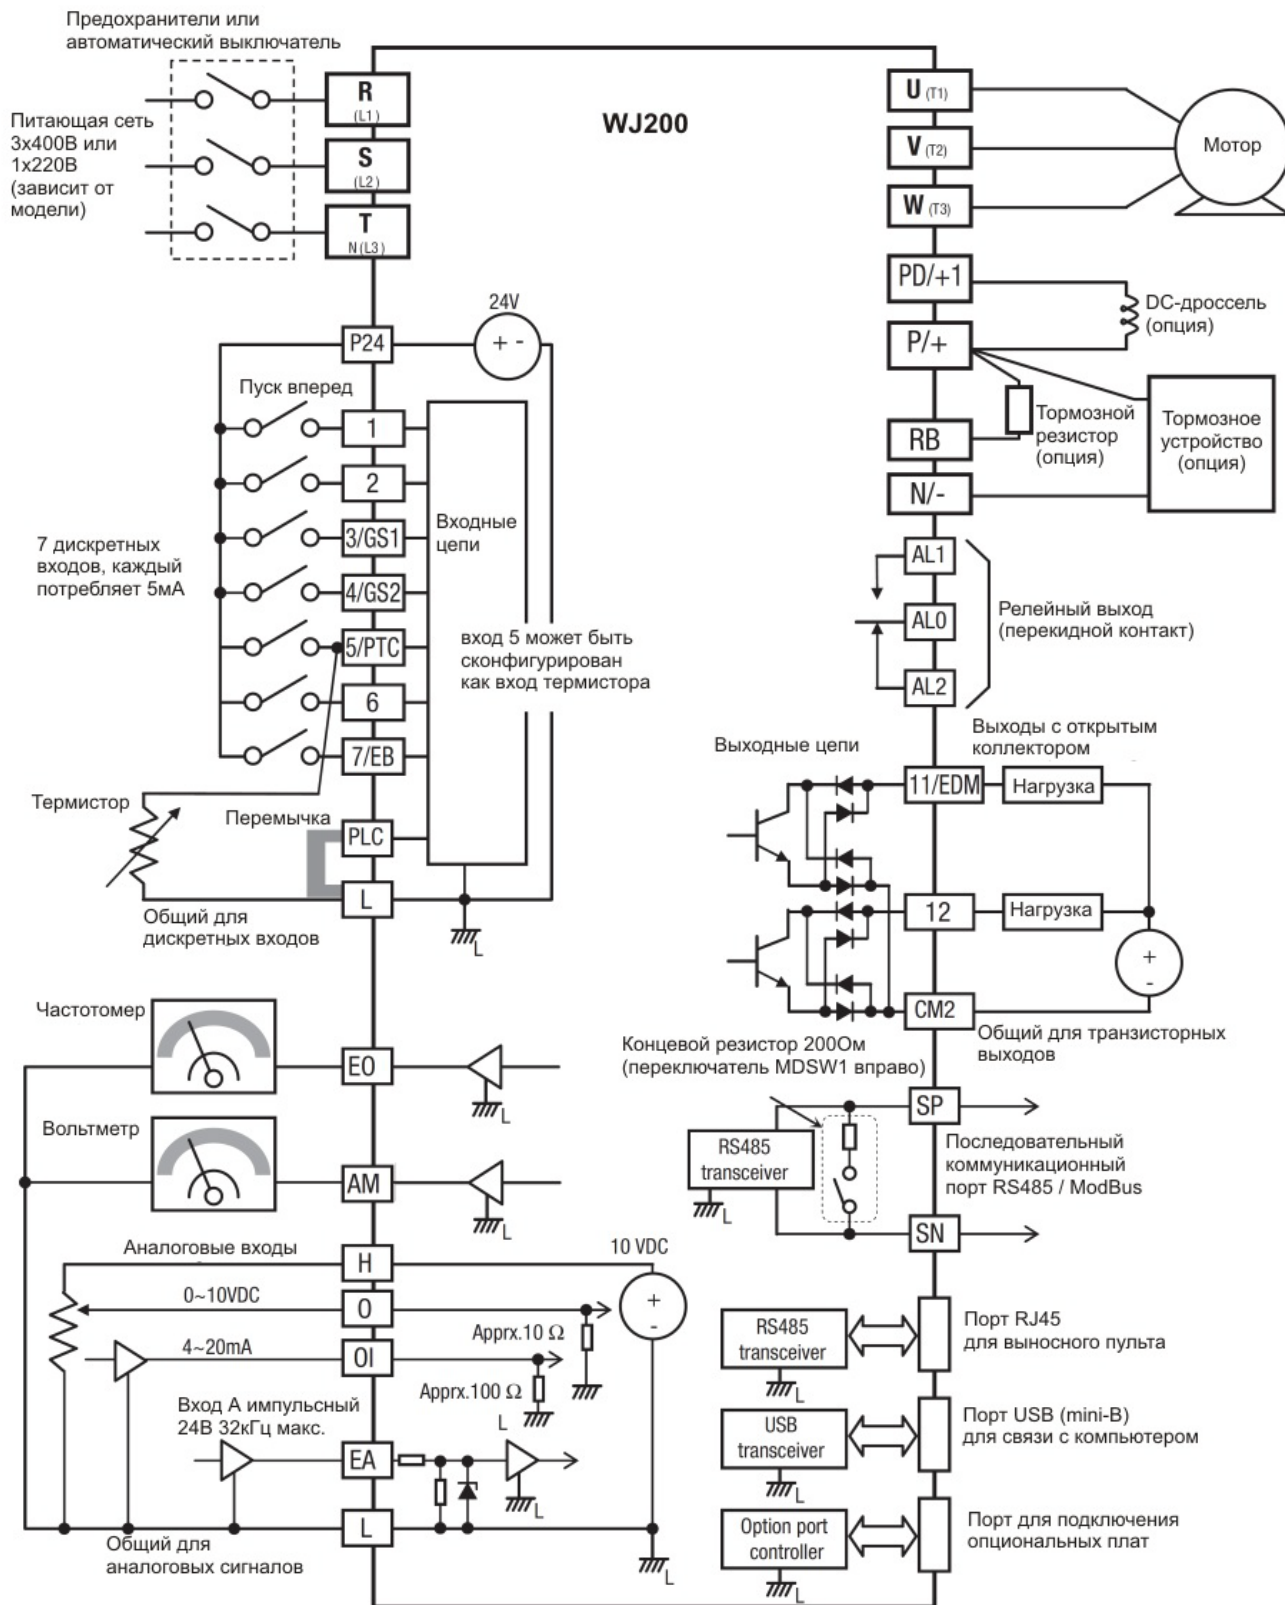 Предохранители или
автоматический выключатель
Питающая сеть
3x400В или
1x220В
(зависит от
модели)
R
(L1)
S
(L2)
T
N (L3)
WJ200
U (T1)
V (T2)
W (T3)
Мотор
PD/+1
P/+
RB
N/-
DC-дроссель
(опция)
Тормозной
резистор
(опция)
Тормозное
устройство
(опция)
24V
+ -
P24
Пуск вперед
1
2
3/GS1
4/GS2
5/PTC
6
7/EB
PLC
L
Входные
цепи
7 дискретных
входов, каждый
потребляет 5мА
вход 5 может быть
сконфигурирован
как вход термистора
Термистор
Перемычка
Общий для
дискретных входов
L
AL1
AL0
AL2
Релейный выход
(перекидной контакт)
Выходные цепи
Выходы с открытым
коллектором
11/EDM
Нагрузка
12
Нагрузка
+
-
CM2
Общий для транзисторных
выходов
Частотомер
EO
L
Вольтметр
AM
L
Концевой резистор 200Ом
(переключатель MDSW1 вправо)
SP
RS485
transceiver
L
Последовательный
коммуникационный
порт RS485 / ModBus
SN
Аналоговые входы
H
10 VDC
+
-
0~10VDC
O
Apprx.10 Ω
4~20mA
OI
Apprx.100 Ω
L
Вход А импульсный
24В 32кГц макс.
EA
L
L
Общий для
аналоговых сигналов
L
RS485
transceiver
L
Порт RJ45
для выносного пульта
USB
transceiver
L
Порт USB (mini-B)
для связи с компьютером
Option port
controller
L
Порт для подключения
опциональных плат